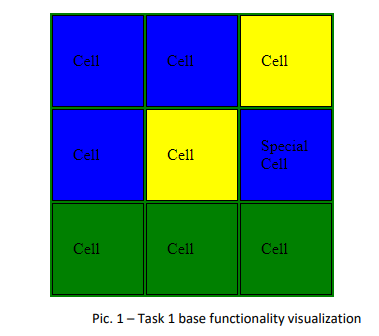 Cell Cell Cell
Cell Cell Special
Cell
Cell Cell Cell
Pic. 1 – Task 1 base functionality visualization